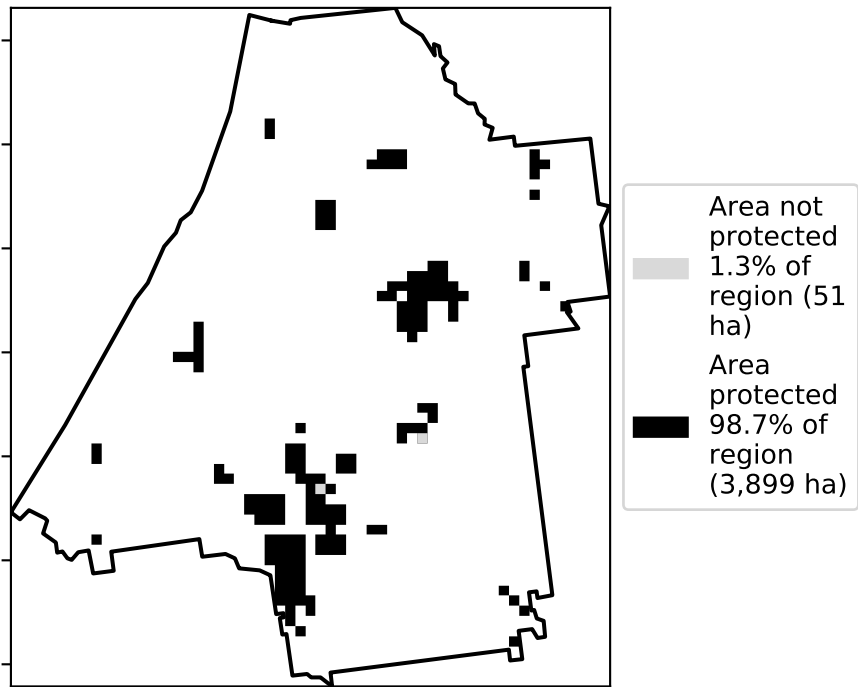 Area not
protected
1.3% of
region (51
ha)
Area
protected
98.7% of
region
(3,899 ha)